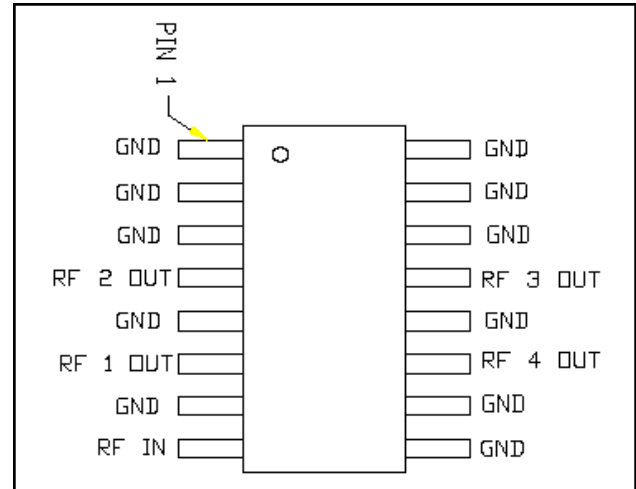 PIN 1
GND GND
GND GND
GND GND
RF 2 OUT RF 3 OUT
GND GND
RF 1 OUT RF 4 OUT
GND GND
RF IN GND